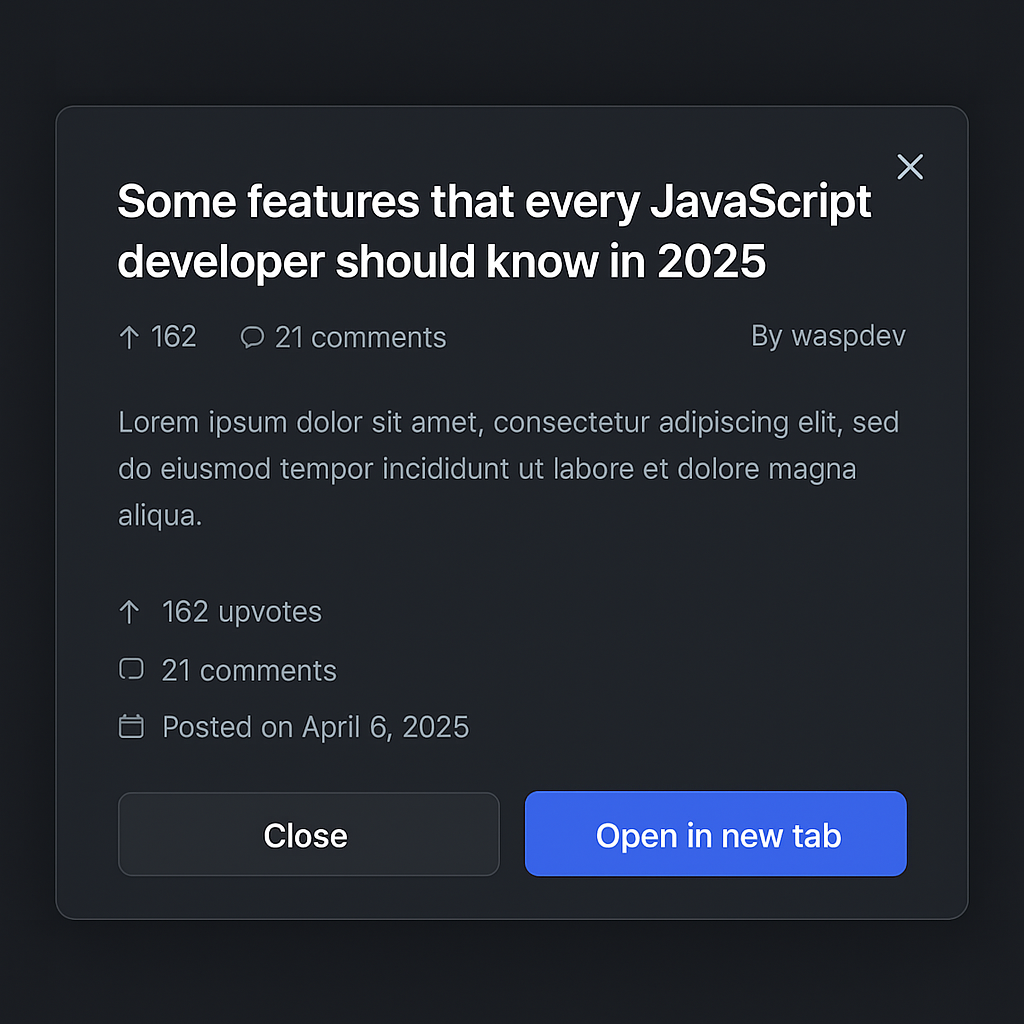 Some features that every JavaScript
developer should know in 2025
162 21 comments By waspdev
Lorem ipsum dolor sit amet, consectetur adipiscing elit, sed
do eiusmod tempor incididunt ut labore et dolore magna
aliqua.
162 upvotes
21 comments
Posted on April 6, 2025
Close Open in new tab